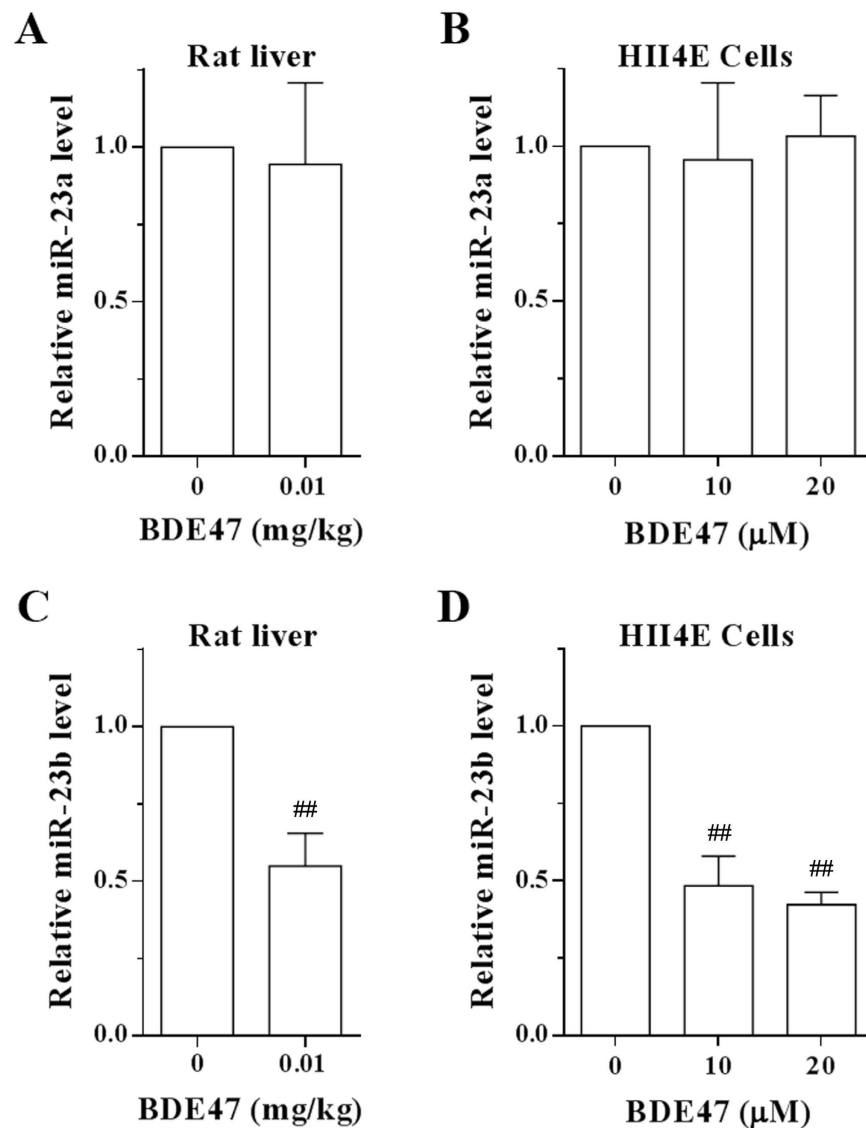 A
Rat liver
Relative miR-23a level
1.0
0.5
0.0
0 0.01
BDE47 (mg/kg)
B
HII4E Cells
Relative miR-23a level
1.0
0.5
0.0
0 10 20
BDE47 (μM)
C
Rat liver
Relative miR-23b level
1.0
##
0.5
0.0
0 0.01
BDE47 (mg/kg)
D
HII4E Cells
Relative miR-23b level
1.0
## ##
0.5
0.0
0 10 20
BDE47 (μM)